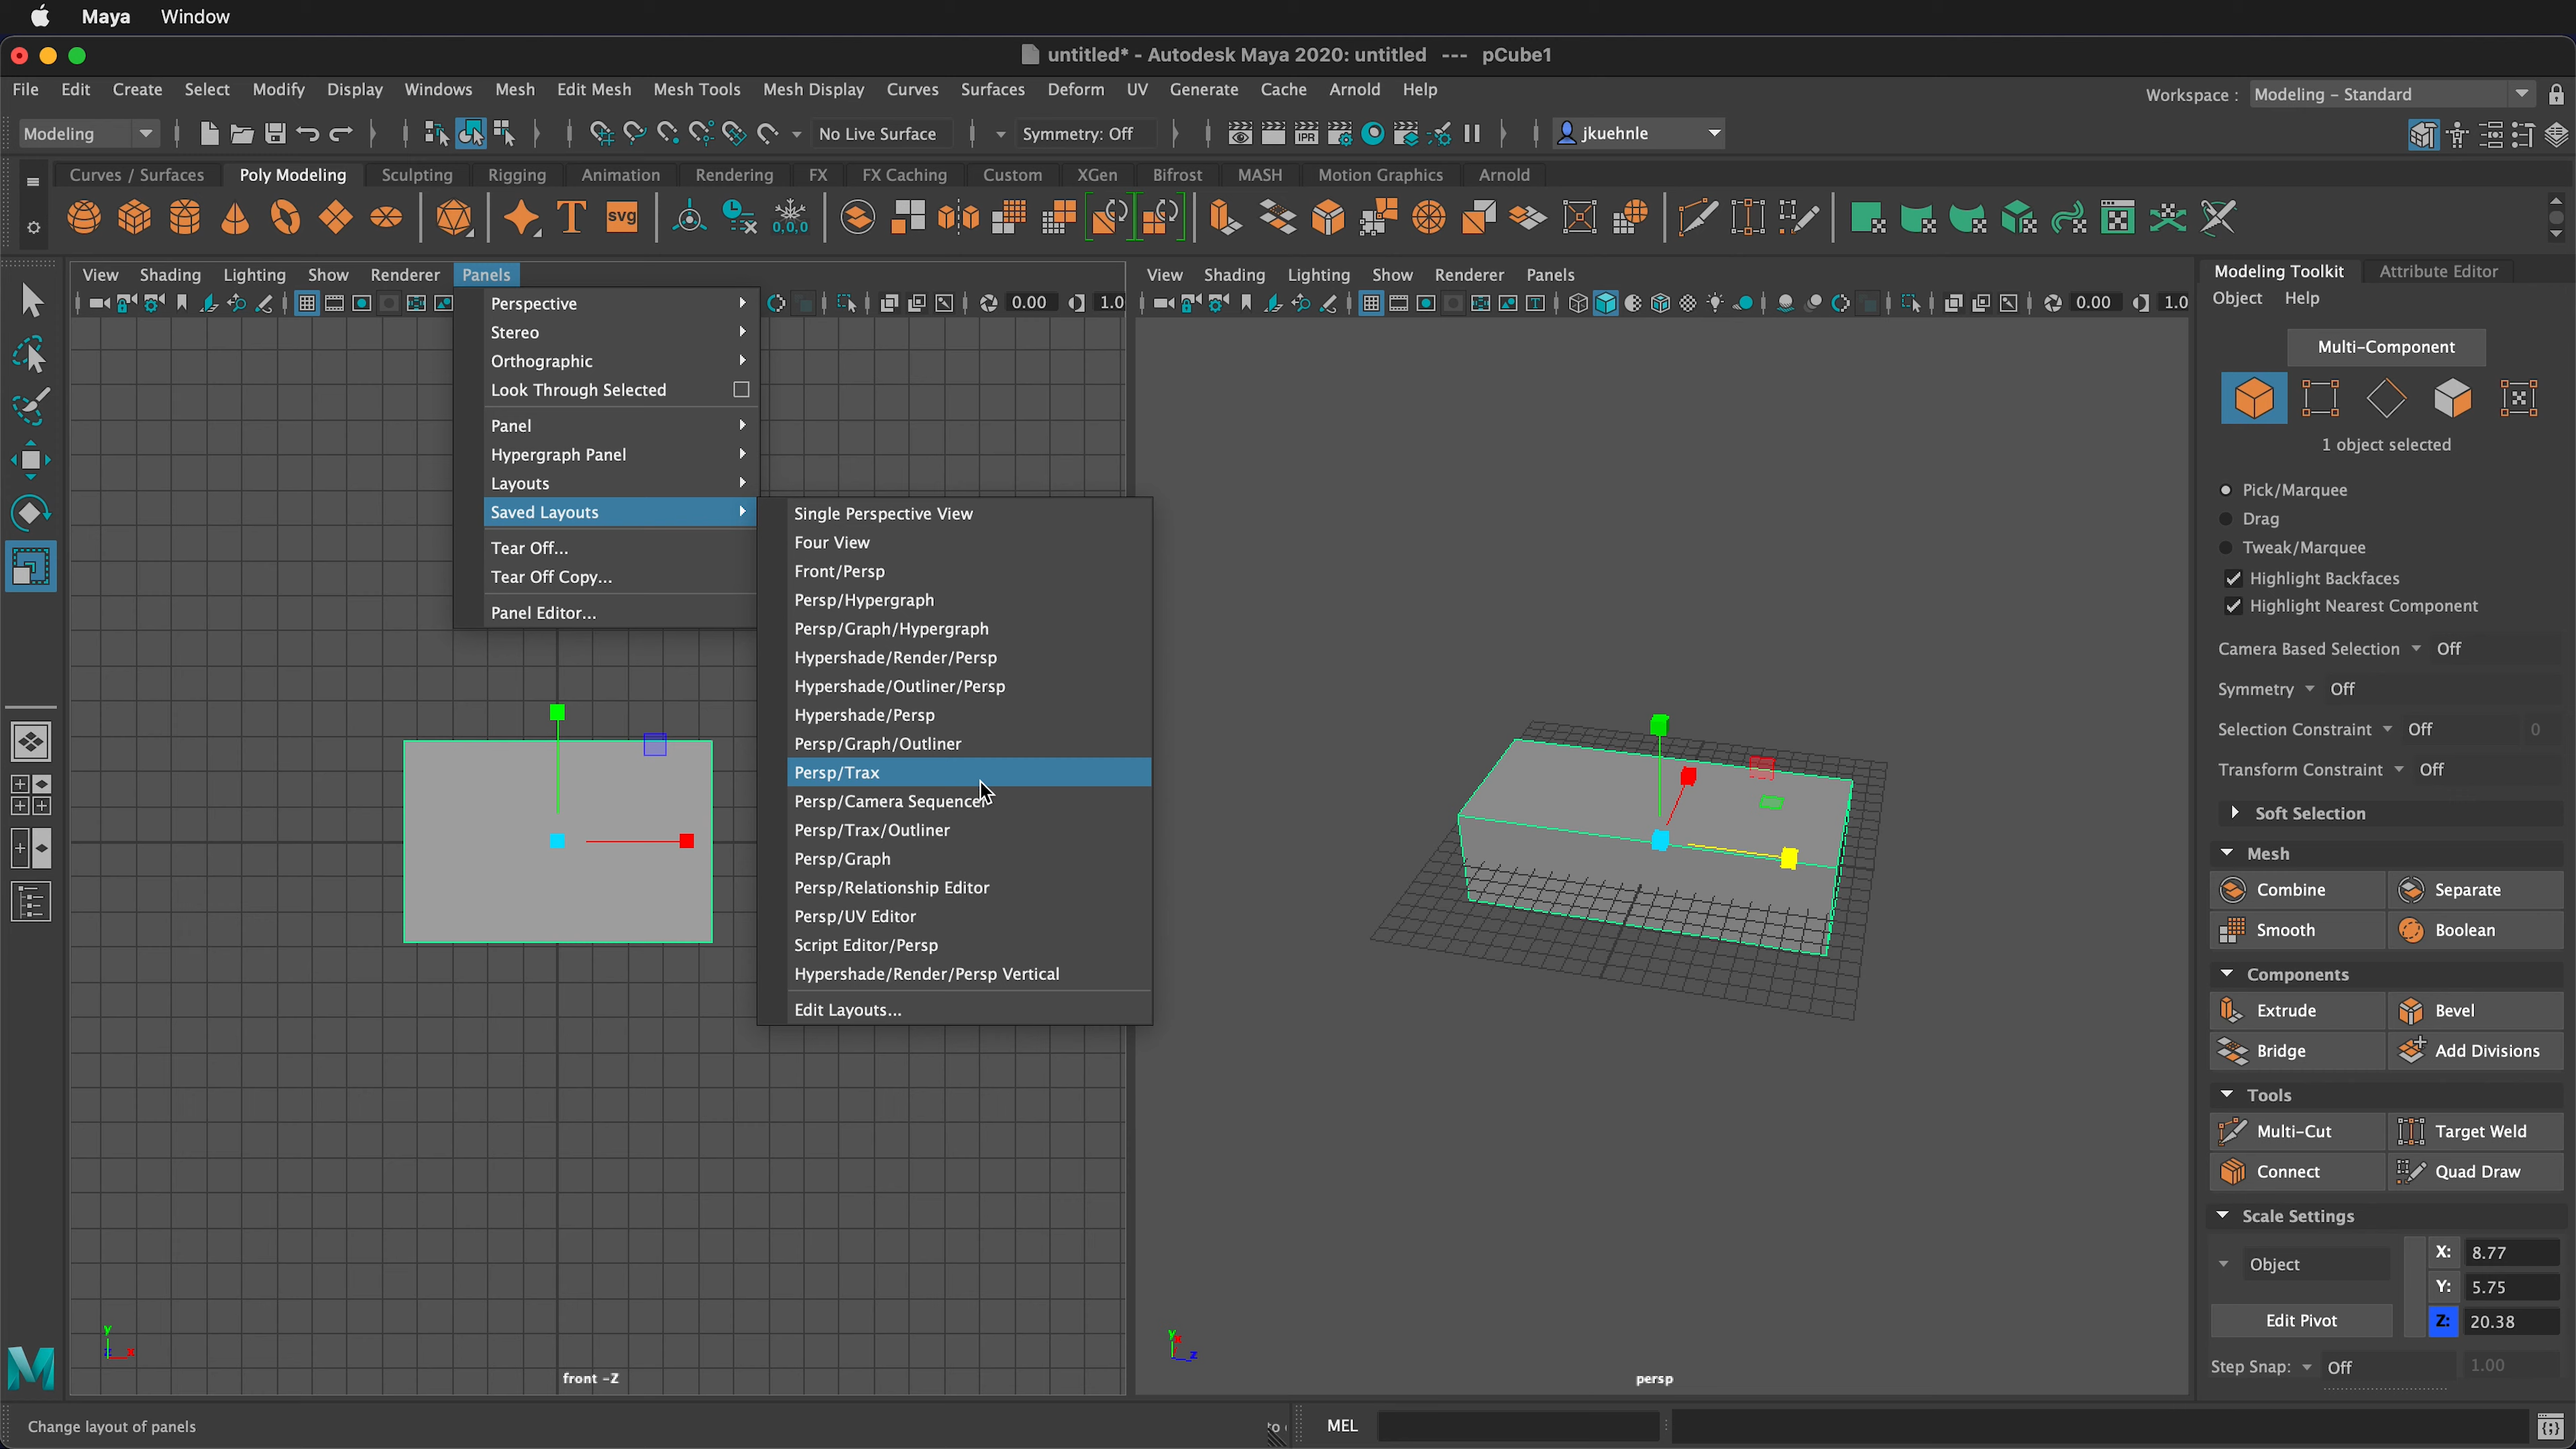 Maya Window
untitled* - Autodesk Maya 2020: untitled --- pCube1
File Edit Create Select Modify Display Windows Mesh Edit Mesh Mesh Tools Mesh Display Curves Surfaces Deform UV Generate Cache Arnold Help
Workspace : Modeling - Standard
Modeling No Live Surface Symmetry: Off IPR jkuehnle
Curves / Surfaces Poly Modeling Sculpting Rigging Animation Rendering FX FX Caching Custom XGen Bifrost MASH Motion Graphics Arnold
T svg 0,0,0
View Shading Lighting Show Renderer Panels
0.00 1.0
Perspective
Stereo
Orthographic
Look Through Selected
Panel
Hypergraph Panel
Layouts
Saved Layouts
Tear Off...
Tear Off Copy...
Panel Editor...
Single Perspective View
Four View
Front/Persp
Persp/Hypergraph
Persp/Graph/Hypergraph
Hypershade/Render/Persp
Hypershade/Outliner/Persp
Hypershade/Persp
Persp/Graph/Outliner
Persp/Trax
Persp/Camera Sequencer
Persp/Trax/Outliner
Persp/Graph
Persp/Relationship Editor
Persp/UV Editor
Script Editor/Persp
Hypershade/Render/Persp Vertical
Edit Layouts...
y
x
front -Z
View Shading Lighting Show Renderer Panels
0.00 1.0
y
x
z
persp
Modeling Toolkit Attribute Editor
Object Help
Multi-Component
1 object selected
Pick/Marquee
Drag
Tweak/Marquee
Highlight Backfaces
Highlight Nearest Component
Camera Based Selection Off
Symmetry Off
Selection Constraint Off 0
Transform Constraint Off
Soft Selection
Mesh
Combine Separate
Smooth Boolean
Components
Extrude Bevel
Bridge Add Divisions
Tools
Multi-Cut Target Weld
Connect Quad Draw
Scale Settings
Object
X: 8.77
Y: 5.75
Edit Pivot Z: 20.38
Step Snap: Off 1.00
Change layout of panels
MEL